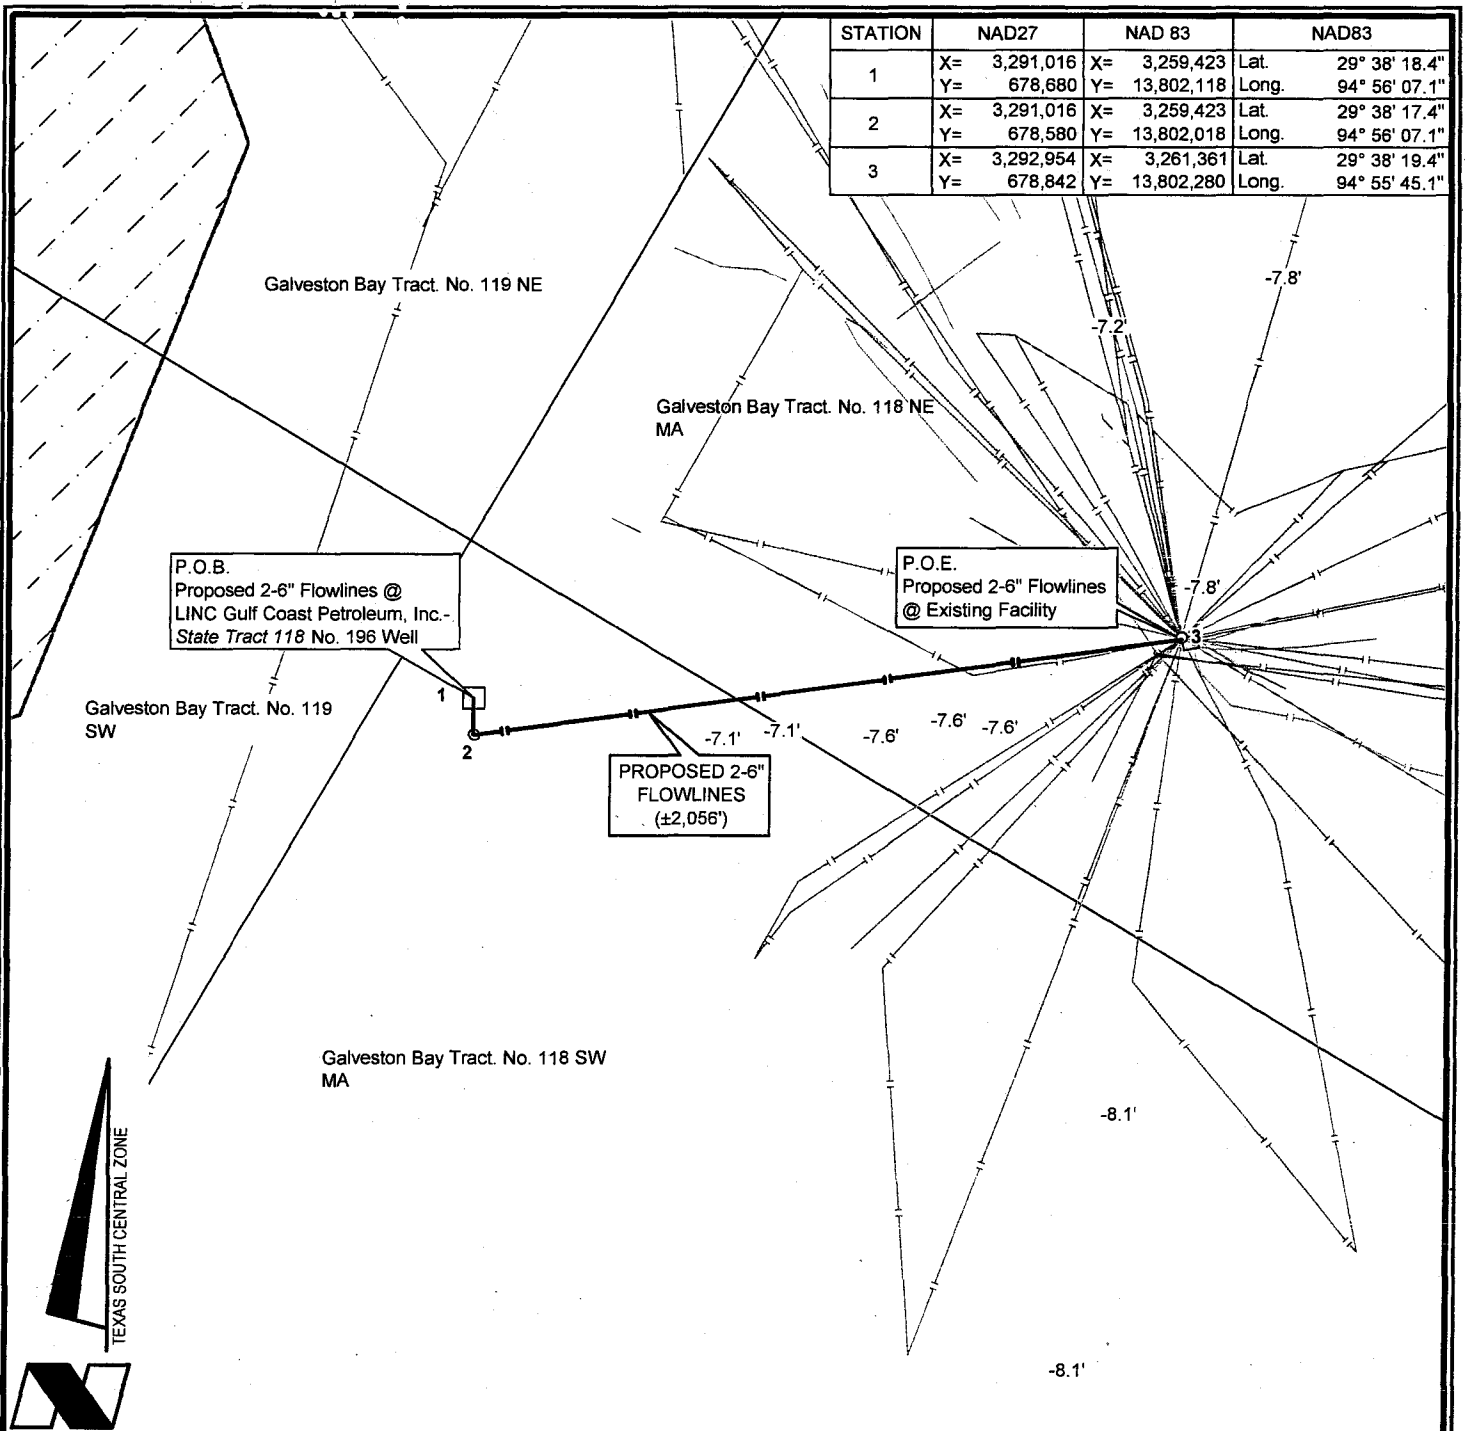 STATION NAD27 NAD 83 NAD83
1 X= 3,291,016 X= 3,259,423 Lat. 29° 38' 18.4"
Y= 678,680 Y= 13,802,118 Long. 94° 56' 07.1"
2 X= 3,291,016 X= 3,259,423 Lat. 29° 38' 17.4"
Y= 678,580 Y= 13,802,018 Long. 94° 56' 07.1"
3 X= 3,292,954 X= 3,261,361 Lat. 29° 38' 19.4"
Y= 678,842 Y= 13,802,280 Long. 94° 55' 45.1"
Galveston Bay Tract. No. 119 NE
-7.8'
-7.2'
Galveston Bay Tract. No. 118 NE
MA
P.O.B.
Proposed 2-6" Flowlines @
LINC Gulf Coast Petroleum, Inc.-
State Tract 118 No. 196 Well
P.O.E.
Proposed 2-6" Flowlines
@ Existing Facility
-7.8'
3
1
Galveston Bay Tract. No. 119
SW
2
-7.1'
-7.1'
-7.6'
-7.6'
-7.6'
PROPOSED 2-6"
FLOWLINES
(±2,056')
Galveston Bay Tract. No. 118 SW
MA
-8.1'
TEXAS SOUTH CENTRAL ZONE
-8.1'